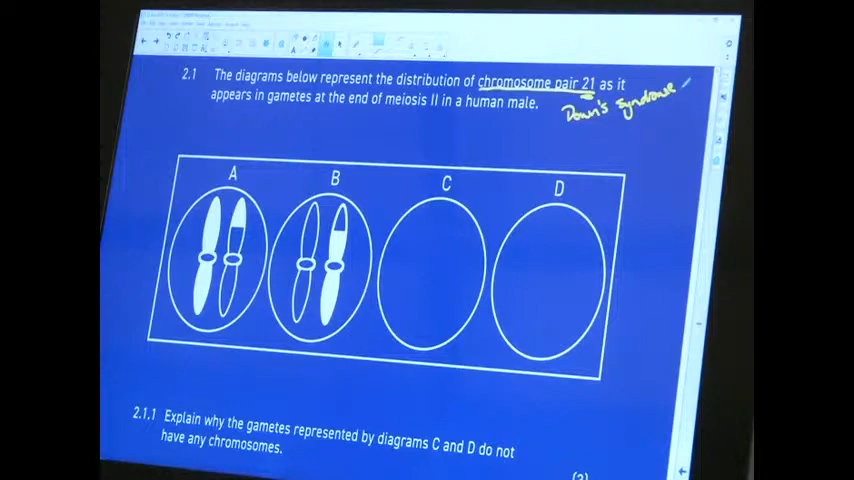 2.1 The diagrams below represent the distribution of chromosome pair 21 as it
appears in gametes at the end of meiosis II in a human male.
Down's syndrome
A B C D
2.1.1 Explain why the gametes represented by diagrams C and D do not
have any chromosomes.